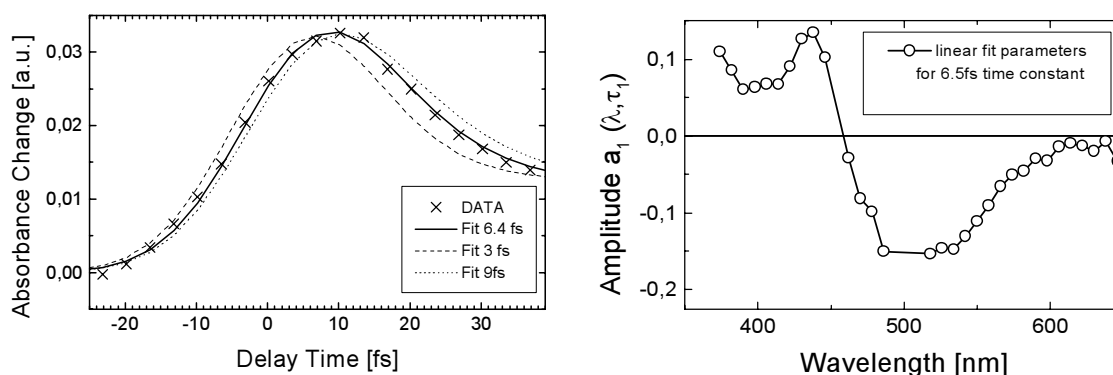 Absorbance Change [a.u.]
0,03
0,02
0,01
0,00
-20 -10 0 10 20 30
Delay Time [fs]
DATA
Fit 6.4 fs
Fit 3 fs
Fit 9fs
Amplitude a1 (λ,τ1)
0,1
0,0
-0,1
-0,2
400 500 600
Wavelength [nm]
linear fit parameters
for 6.5fs time constant